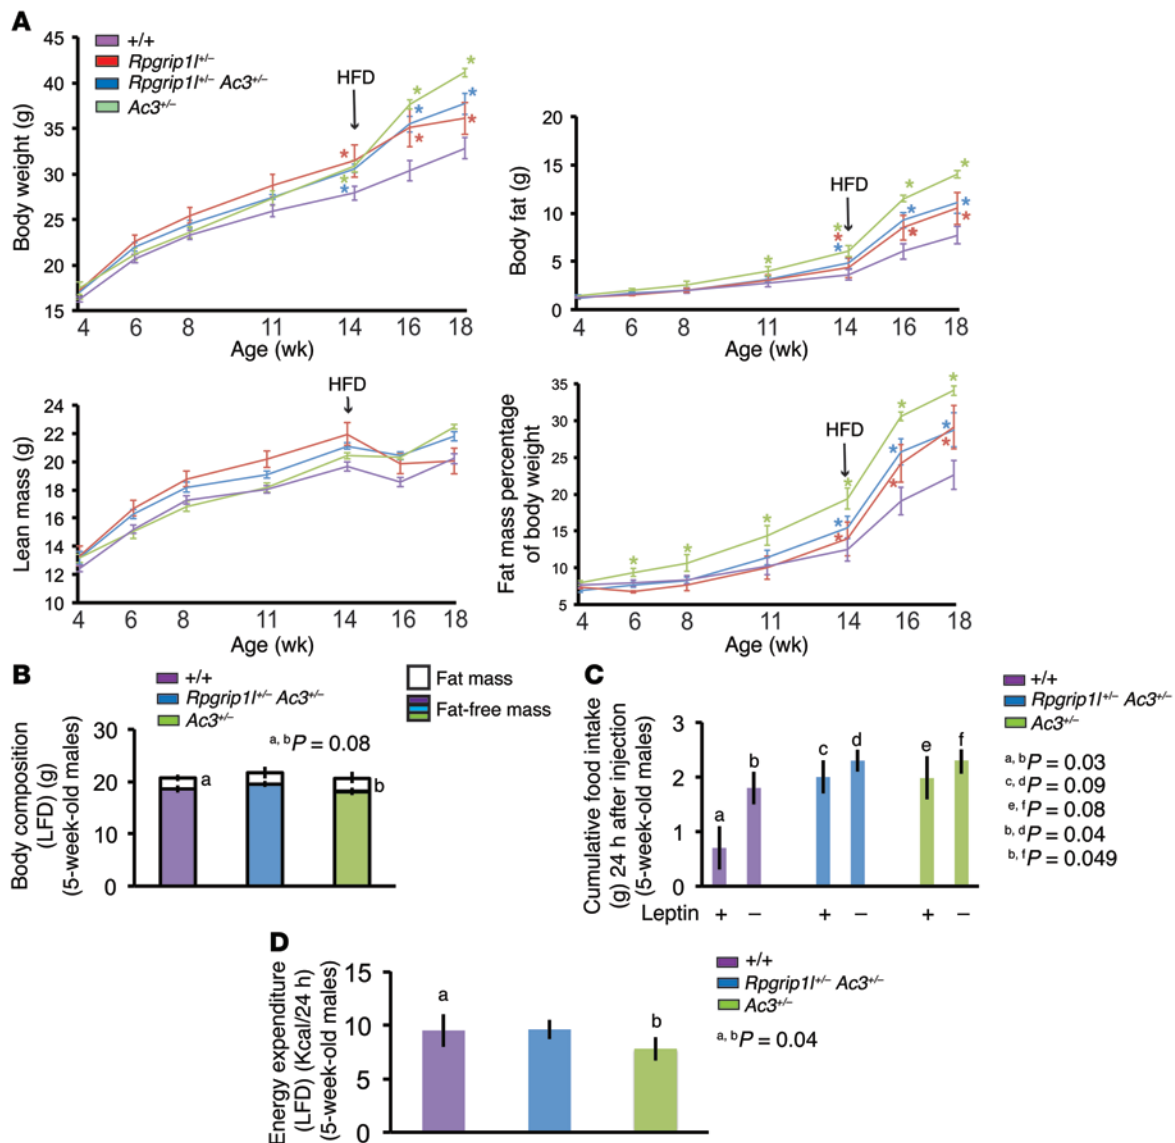 A
+/+
Rpgrip1l+/−
Rpgrip1l+/− Ac3+/−
Ac3+/−
Body weight (g)
45
40
35
30
25
20
15
HFD
*
*
*
*
*
*
*
*
*
4 6 8 11 14 16 18
Age (wk)
Body fat (g)
20
15
10
5
0
HFD
*
*
*
*
*
*
*
*
*
*
4 6 8 11 14 16 18
Age (wk)
Lean mass (g)
24
22
20
18
16
14
12
10
HFD
4 6 8 11 14 16 18
Age (wk)
Fat mass percentage
of body weight
35
30
25
20
15
10
5
HFD
*
*
*
*
*
*
*
*
*
*
*
*
4 6 8 11 14 16 18
Age (wk)
B
+/+
Rpgrip1l+/− Ac3+/−
Ac3+/−
Fat mass
Fat-free mass
Body composition
(LFD) (g)
(5-week-old males)
30
20
10
0
a, bP = 0.08
a
b
C
+/+
Rpgrip1l+/− Ac3+/−
Ac3+/−
Cumulative food intake
(g) 24 h after injection
(5-week-old males)
3
2
1
0
a
b
c
d
e
f
Leptin + − + − + −
a, bP = 0.03
c, dP = 0.09
e, fP = 0.08
b, dP = 0.04
b, fP = 0.049
D
Energy expenditure
(LFD) (Kcal/24 h)
(5-week-old males)
15
10
5
0
a
b
+/+
Rpgrip1l+/− Ac3+/−
Ac3+/−
a, bP = 0.04